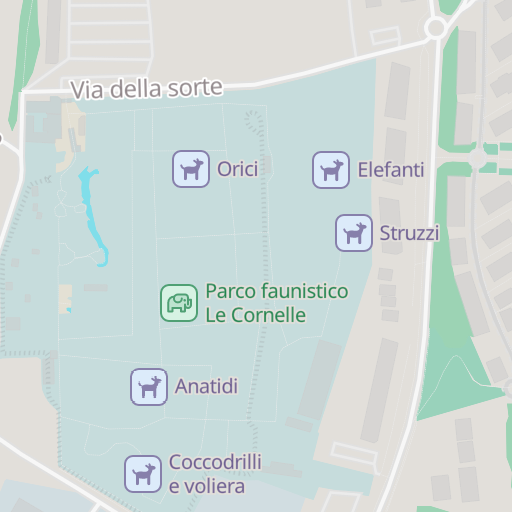 Via della sorte
Orici
Elefanti
Struzzi
Parco faunistico
Le Cornelle
Anatidi
Coccodrilli
e voliera